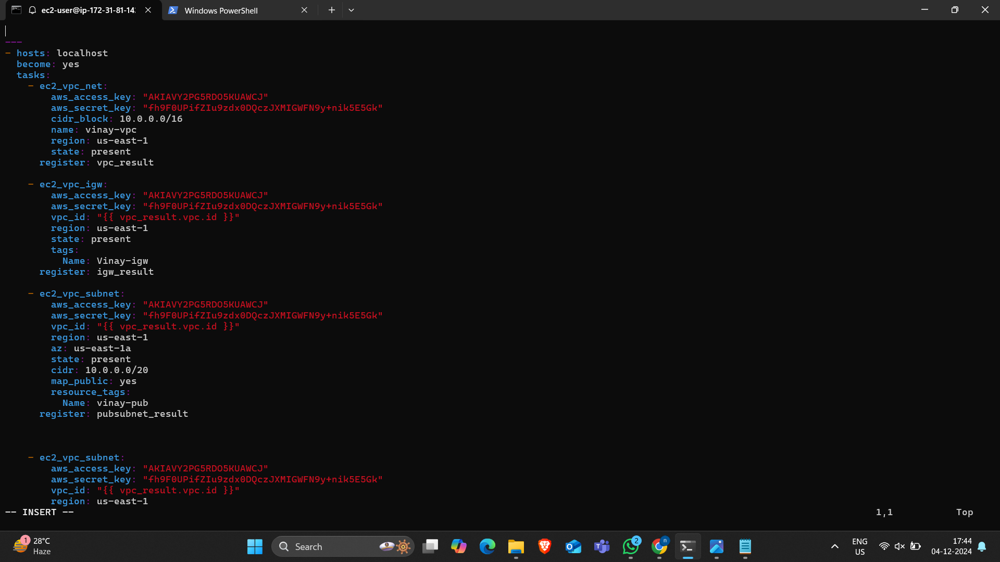 ec2-user@ip-172-31-81-14
Windows PowerShell
---
- hosts: localhost
become: yes
tasks:
- ec2_vpc_net:
aws_access_key: "AKIAVY2PG5RDO5KUAWCJ"
aws_secret_key: "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"
cidr_block: 10.0.0.0/16
name: vinay-vpc
region: us-east-1
state: present
register: vpc_result
- ec2_vpc_igw:
aws_access_key: "AKIAVY2PG5RDO5KUAWCJ"
aws_secret_key: "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"
vpc_id: "{{ vpc_result.vpc.id }}"
region: us-east-1
state: present
tags:
Name: Vinay-igw
register: igw_result
- ec2_vpc_subnet:
aws_access_key: "AKIAVY2PG5RDO5KUAWCJ"
aws_secret_key: "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"
vpc_id: "{{ vpc_result.vpc.id }}"
region: us-east-1
az: us-east-1a
state: present
cidr: 10.0.0.0/20
map_public: yes
resource_tags:
Name: vinay-pub
register: pubsubnet_result
- ec2_vpc_subnet:
aws_access_key: "AKIAVY2PG5RDO5KUAWCJ"
aws_secret_key: "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"
vpc_id: "{{ vpc_result.vpc.id }}"
region: us-east-1
-- INSERT -- 1,1 Top
1 28°C
Haze
Search
2
n
ENG
US
17:44
04-12-2024